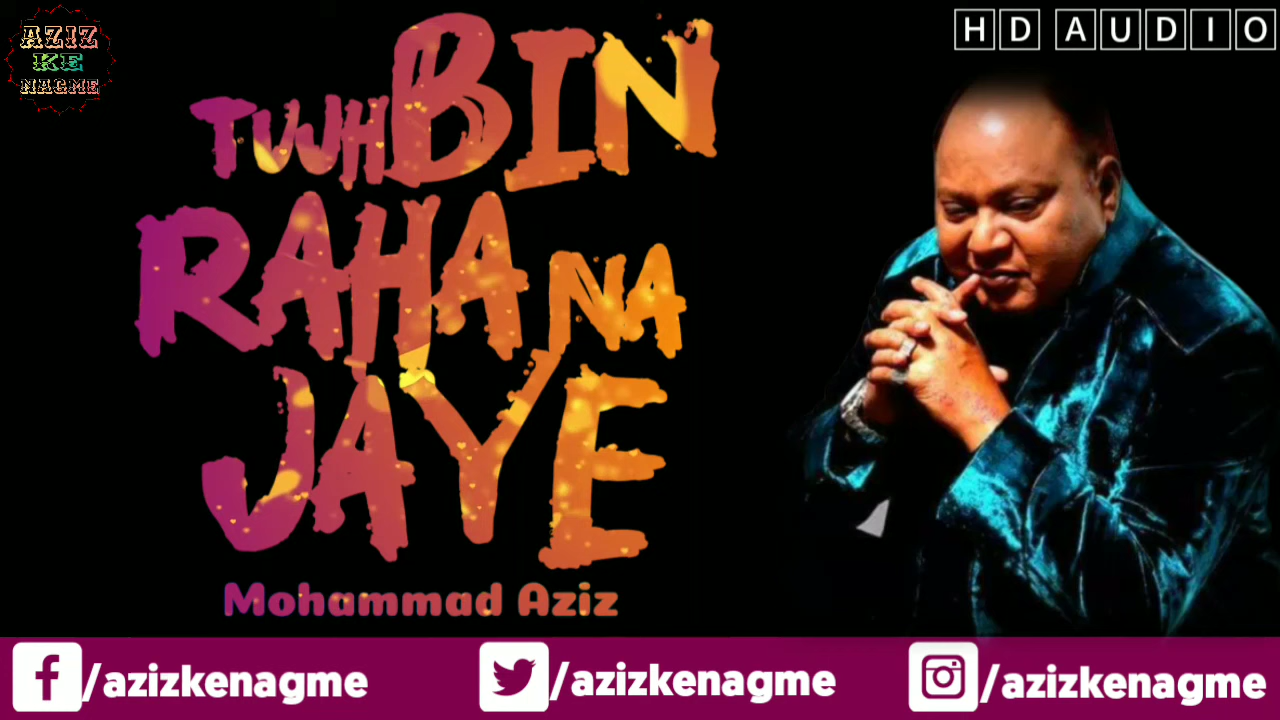 AZIZ
KE
NAGME
HD AUDIO
TUJH BIN
RAHA NA
JAYE
Mohammad Aziz
/azizkenagme
/azizkenagme
/azizkenagme